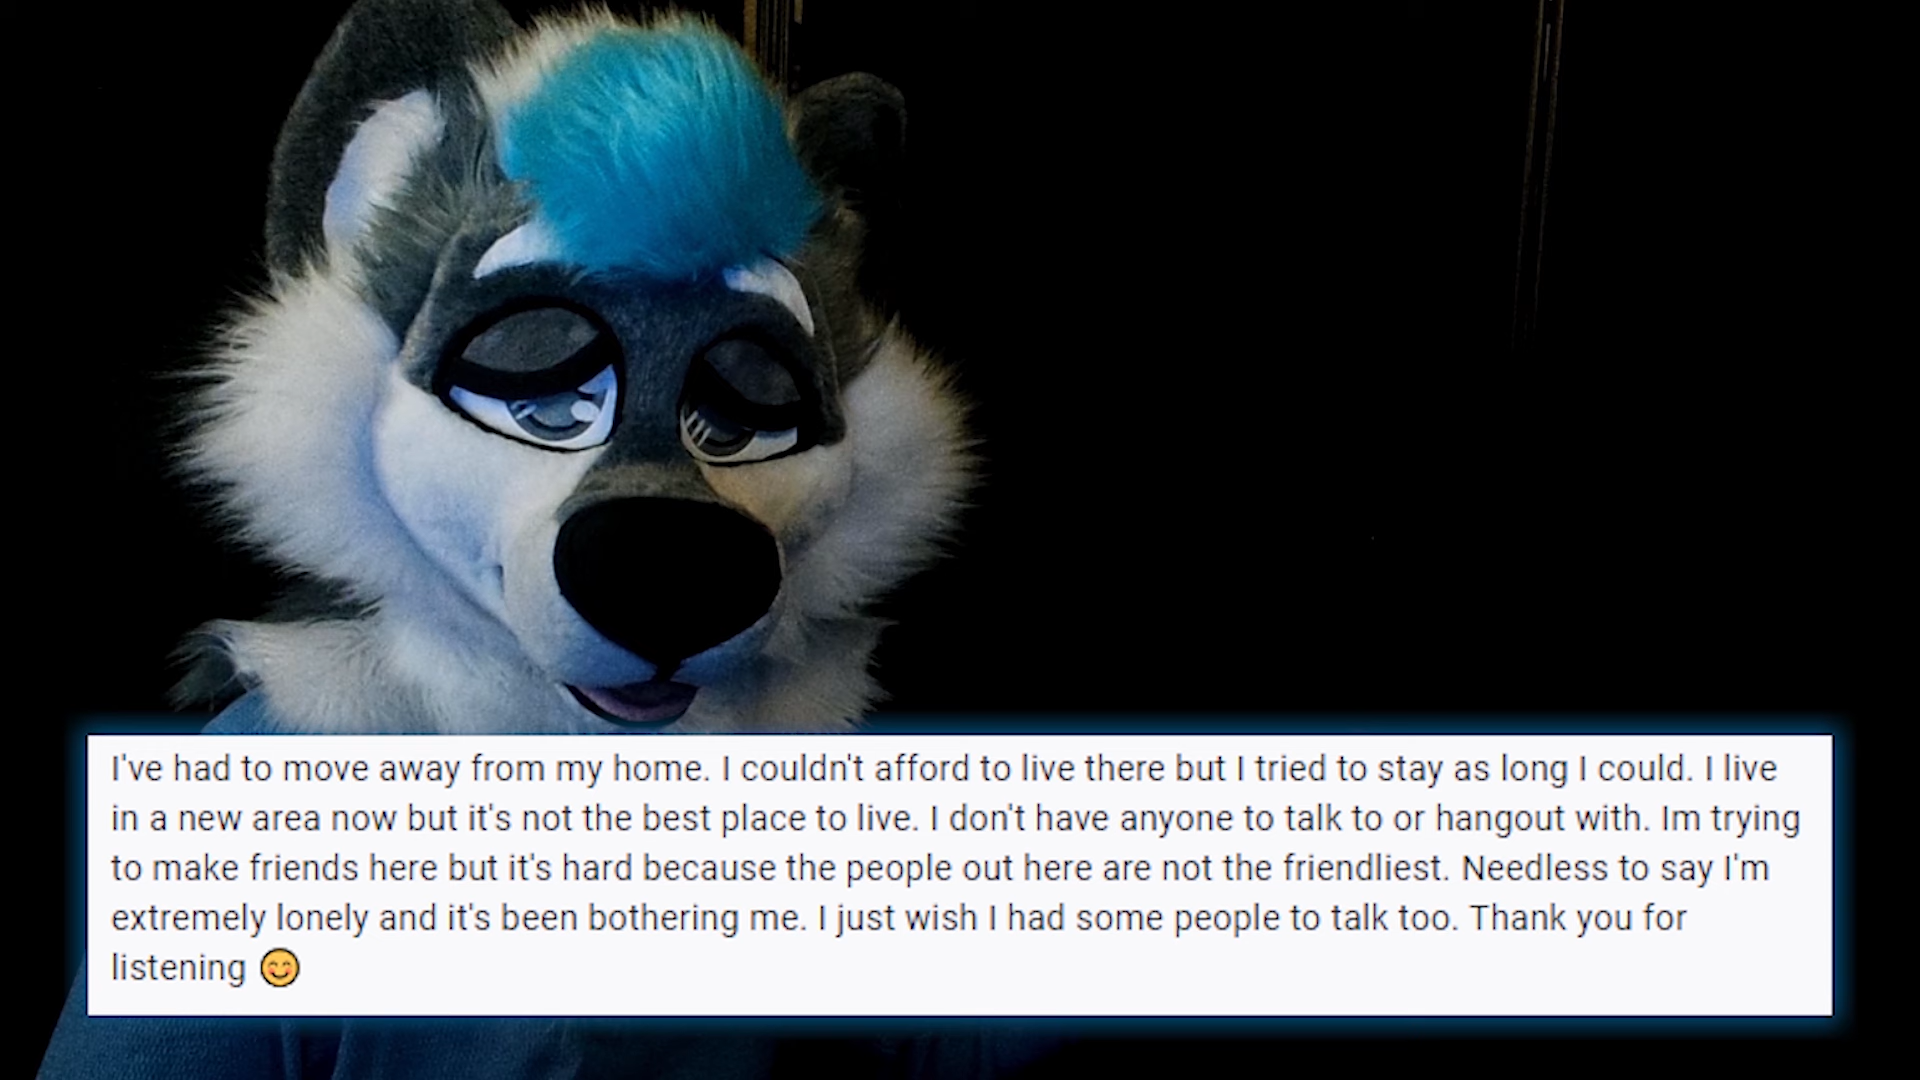 I've had to move away from my home. I couldn't afford to live there but I tried to stay as long I could. I live
in a new area now but it's not the best place to live. I don't have anyone to talk to or hangout with. Im trying
to make friends here but it's hard because the people out here are not the friendliest. Needless to say I'm
extremely lonely and it's been bothering me. I just wish I had some people to talk too. Thank you for
listening 😊